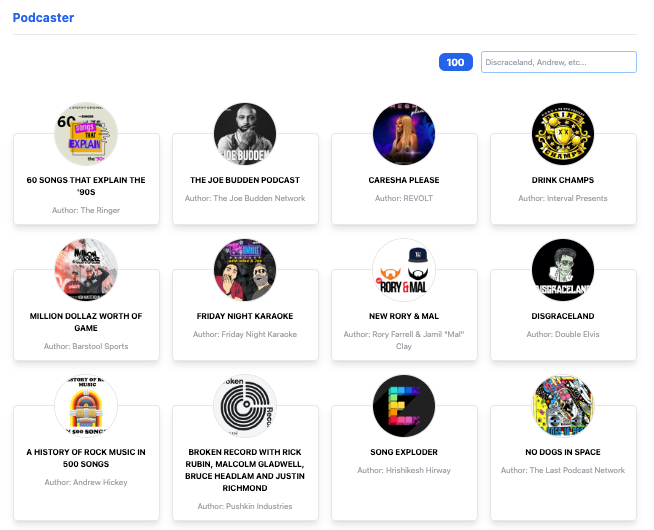 Podcaster
100
Discraceland, Andrew, etc...
60 SONGS THAT EXPLAIN THE
'90S
Author: The Ringer
THE JOE BUDDEN PODCAST
Author: The Joe Budden Network
CARESHA PLEASE
Author: REVOLT
DRINK CHAMPS
Author: Interval Presents
MILLION DOLLAZ WORTH OF
GAME
Author: Barstool Sports
FRIDAY NIGHT KARAOKE
Author: Friday Night Karaoke
RORY & MAL
NEW RORY & MAL
Author: Rory Farrell & Jamil "Mal"
Clay
DISGRACELAND
Author: Double Elvis
A HISTORY OF ROCK MUSIC IN
500 SONGS
Author: Andrew Hickey
BROKEN RECORD WITH RICK
RUBIN, MALCOLM GLADWELL,
BRUCE HEADLAM AND JUSTIN
RICHMOND
Author: Pushkin Industries
SONG EXPLODER
Author: Hrishikesh Hirway
NO DOGS IN SPACE
Author: The Last Podcast Network